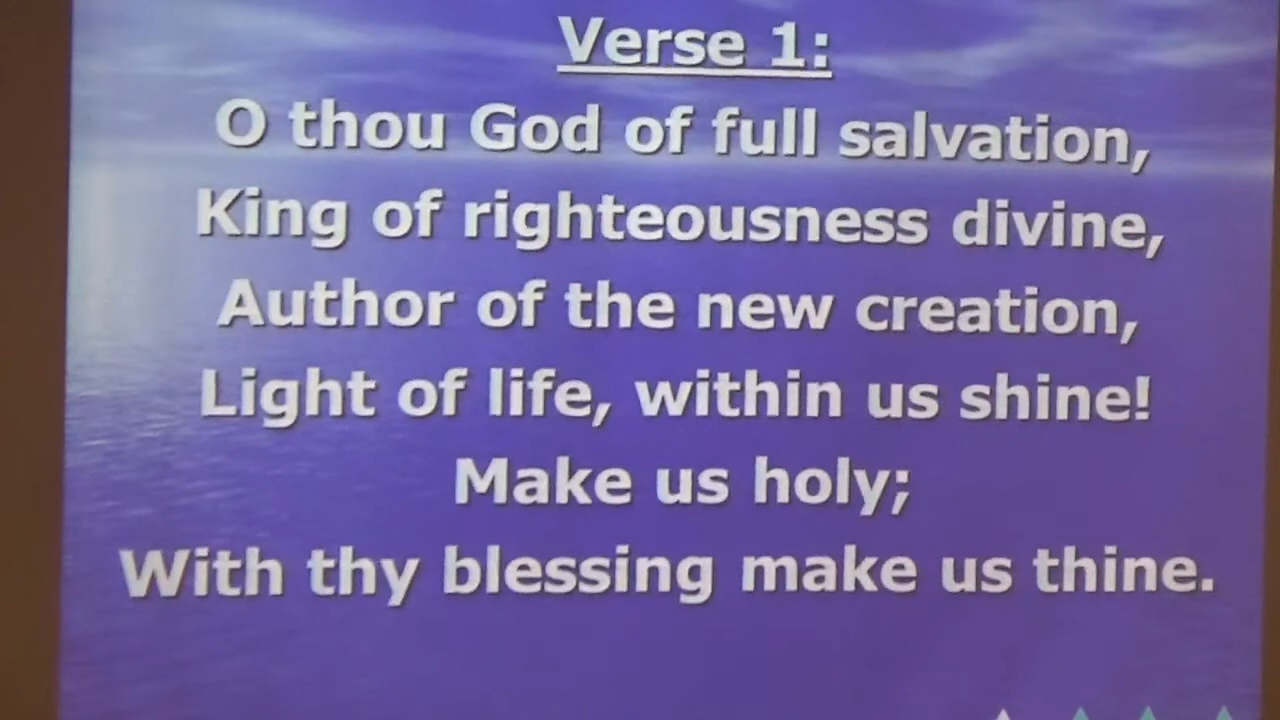 Verse 1:
O thou God of full salvation,
King of righteousness divine,
Author of the new creation,
Light of life, within us shine!
Make us holy;
With thy blessing make us thine.